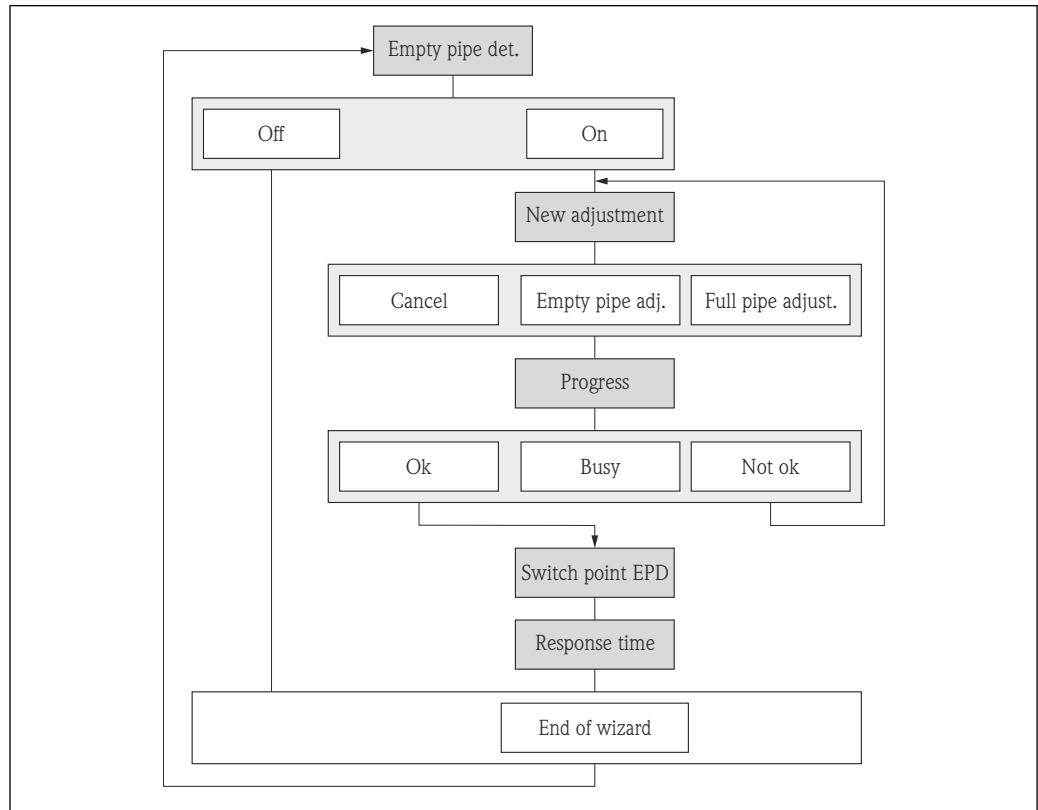 Empty pipe det.
Off
On
New adjustment
Cancel
Empty pipe adj.
Full pipe adjust.
Progress
Ok
Busy
Not ok
Switch point EPD
Response time
End of wizard